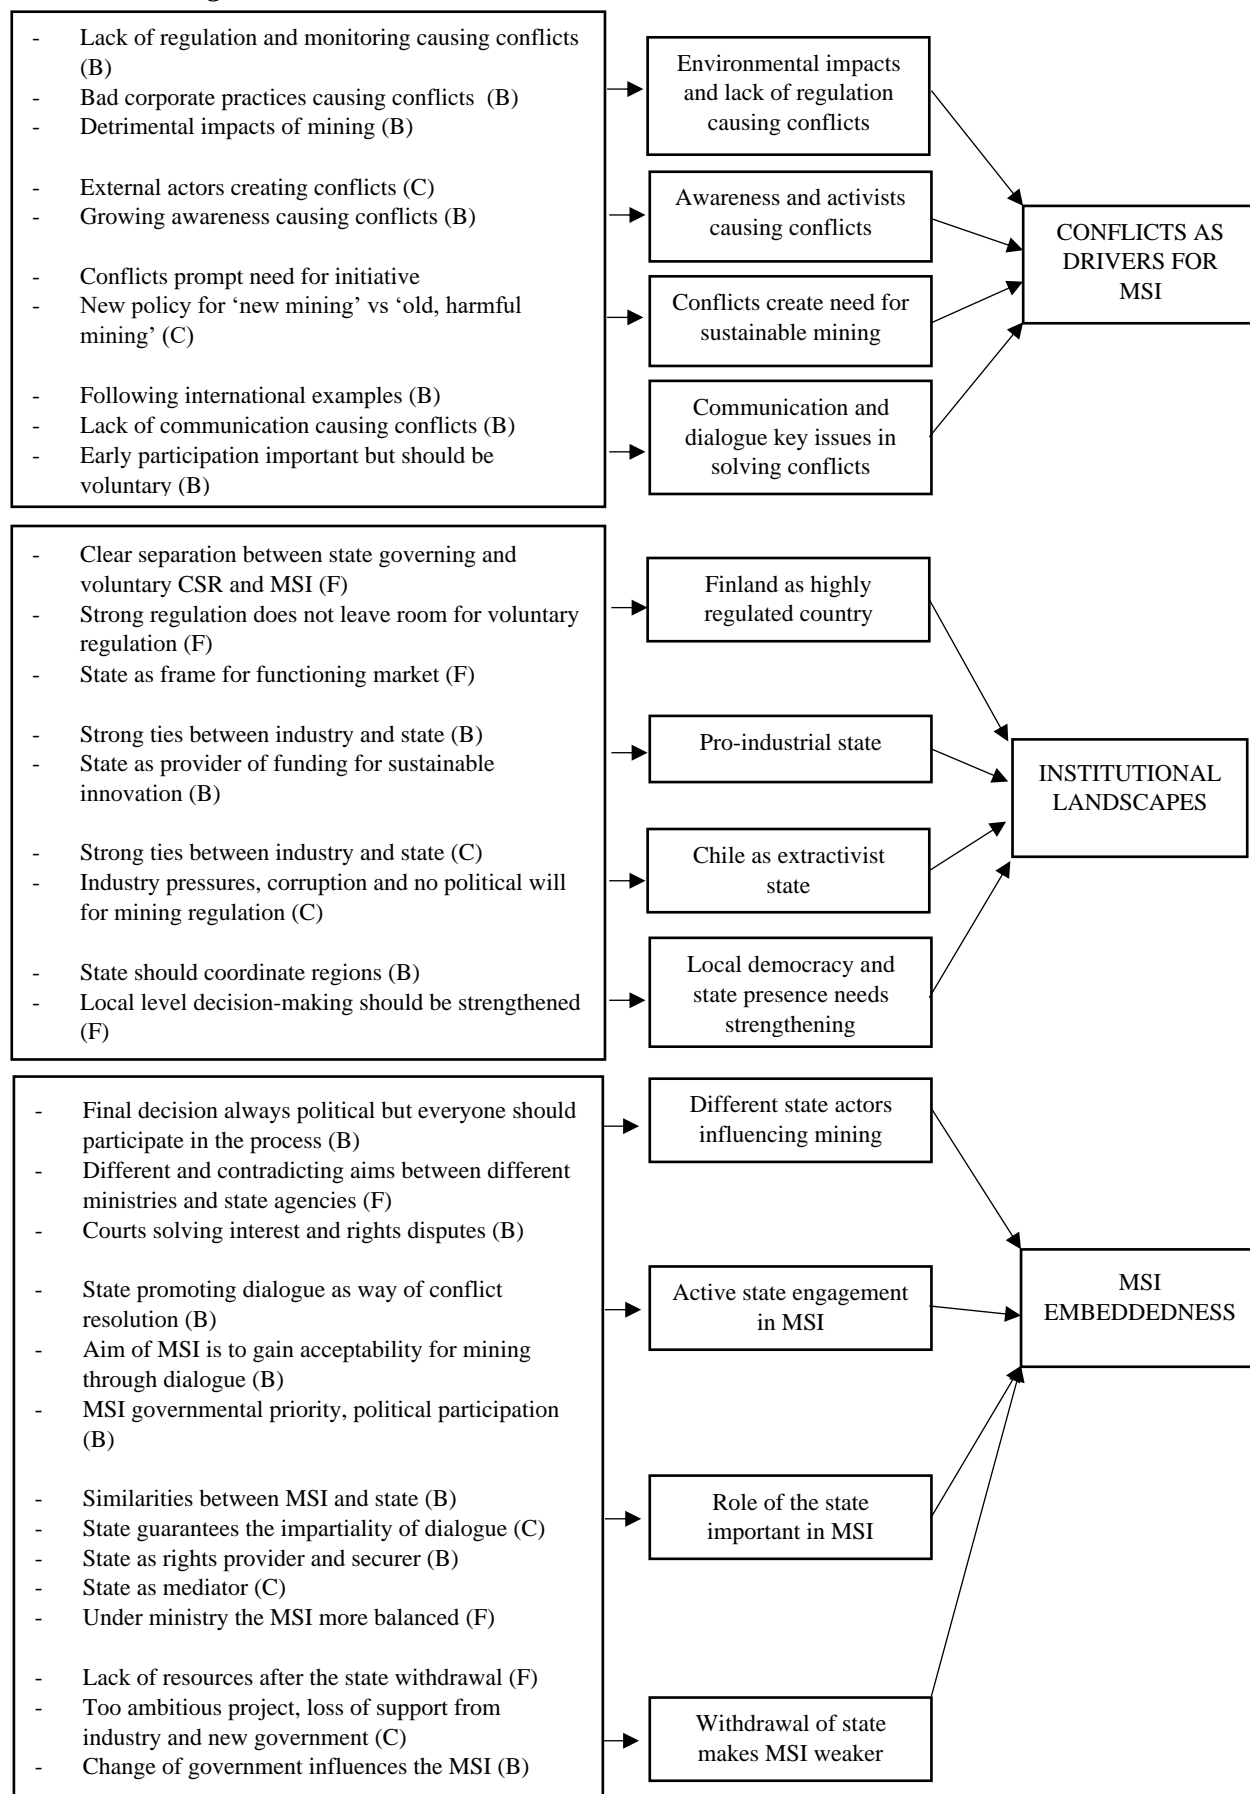 - Lack of regulation and monitoring causing conflicts
(B)
- Bad corporate practices causing conflicts (B)
- Detrimental impacts of mining (B)
- External actors creating conflicts (C)
- Growing awareness causing conflicts (B)
- Conflicts prompt need for initiative
- New policy for ‘new mining’ vs ‘old, harmful
mining’ (C)
- Following international examples (B)
- Lack of communication causing conflicts (B)
- Early participation important but should be
voluntary (B)
Environmental impacts
and lack of regulation
causing conflicts
Awareness and activists
causing conflicts
Conflicts create need for
sustainable mining
Communication and
dialogue key issues in
solving conflicts
CONFLICTS AS
DRIVERS FOR
MSI
- Clear separation between state governing and
voluntary CSR and MSI (F)
- Strong regulation does not leave room for voluntary
regulation (F)
- State as frame for functioning market (F)
- Strong ties between industry and state (B)
- State as provider of funding for sustainable
innovation (B)
- Strong ties between industry and state (C)
- Industry pressures, corruption and no political will
for mining regulation (C)
- State should coordinate regions (B)
- Local level decision-making should be strengthened
(F)
Finland as highly
regulated country
Pro-industrial state
Chile as extractivist
state
Local democracy and
state presence needs
strengthening
INSTITUTIONAL
LANDSCAPES
- Final decision always political but everyone should
participate in the process (B)
- Different and contradicting aims between different
ministries and state agencies (F)
- Courts solving interest and rights disputes (B)
- State promoting dialogue as way of conflict
resolution (B)
- Aim of MSI is to gain acceptability for mining
through dialogue (B)
- MSI governmental priority, political participation
(B)
- Similarities between MSI and state (B)
- State guarantees the impartiality of dialogue (C)
- State as rights provider and securer (B)
- State as mediator (C)
- Under ministry the MSI more balanced (F)
- Lack of resources after the state withdrawal (F)
- Too ambitious project, loss of support from
industry and new government (C)
- Change of government influences the MSI (B)
Different state actors
influencing mining
Active state engagement
in MSI
Role of the state
important in MSI
Withdrawal of state
makes MSI weaker
MSI
EMBEDDEDNESS